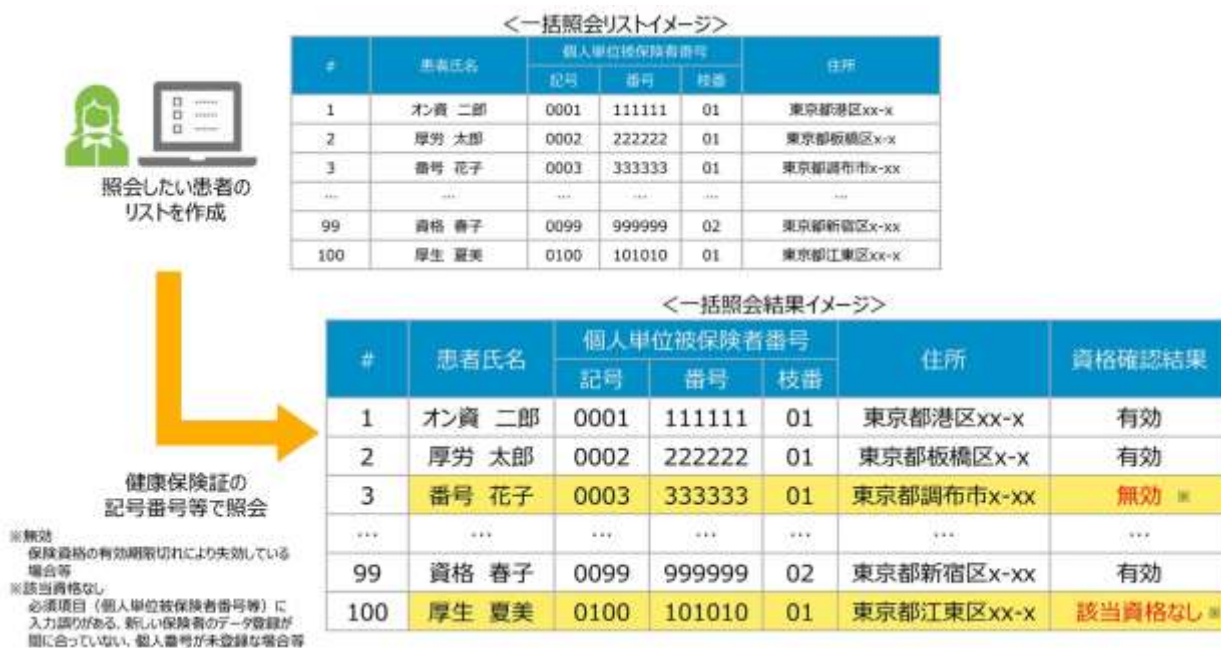 <一括照会リストイメージ>
# 患者氏名 個人単位被保険者番号 住所
記号 番号 枝番
1 オン資 二郎 0001 111111 01 東京都港区xx-x
2 厚労 太郎 0002 222222 01 東京都板橋区x-x
3 番号 花子 0003 333333 01 東京都調布市x-xx
... ... ... ... ... ...
99 資格 春子 0099 999999 02 東京都新宿区x-xx
100 厚生 夏美 0100 101010 01 東京都江東区xx-x
照会したい患者の
リストを作成
<一括照会結果イメージ>
# 患者氏名 個人単位被保険者番号 住所 資格確認結果
記号 番号 枝番
1 オン資 二郎 0001 111111 01 東京都港区xx-x 有効
2 厚労 太郎 0002 222222 01 東京都板橋区x-x 有効
3 番号 花子 0003 333333 01 東京都調布市x-xx 無効 ※
... ... ... ... ... ... ...
99 資格 春子 0099 999999 02 東京都新宿区x-xx 有効
100 厚生 夏美 0100 101010 01 東京都江東区xx-x 該当資格なし※
健康保険証の
記号番号等で照会
※無効
保険資格の有効期限切れにより失効している
場合等
※該当資格なし
必須項目（個人単位被保険者番号等）に
入力誤りがある、新しい保険者のデータ登録が
間に合っていない、個人番号が未登録な場合等